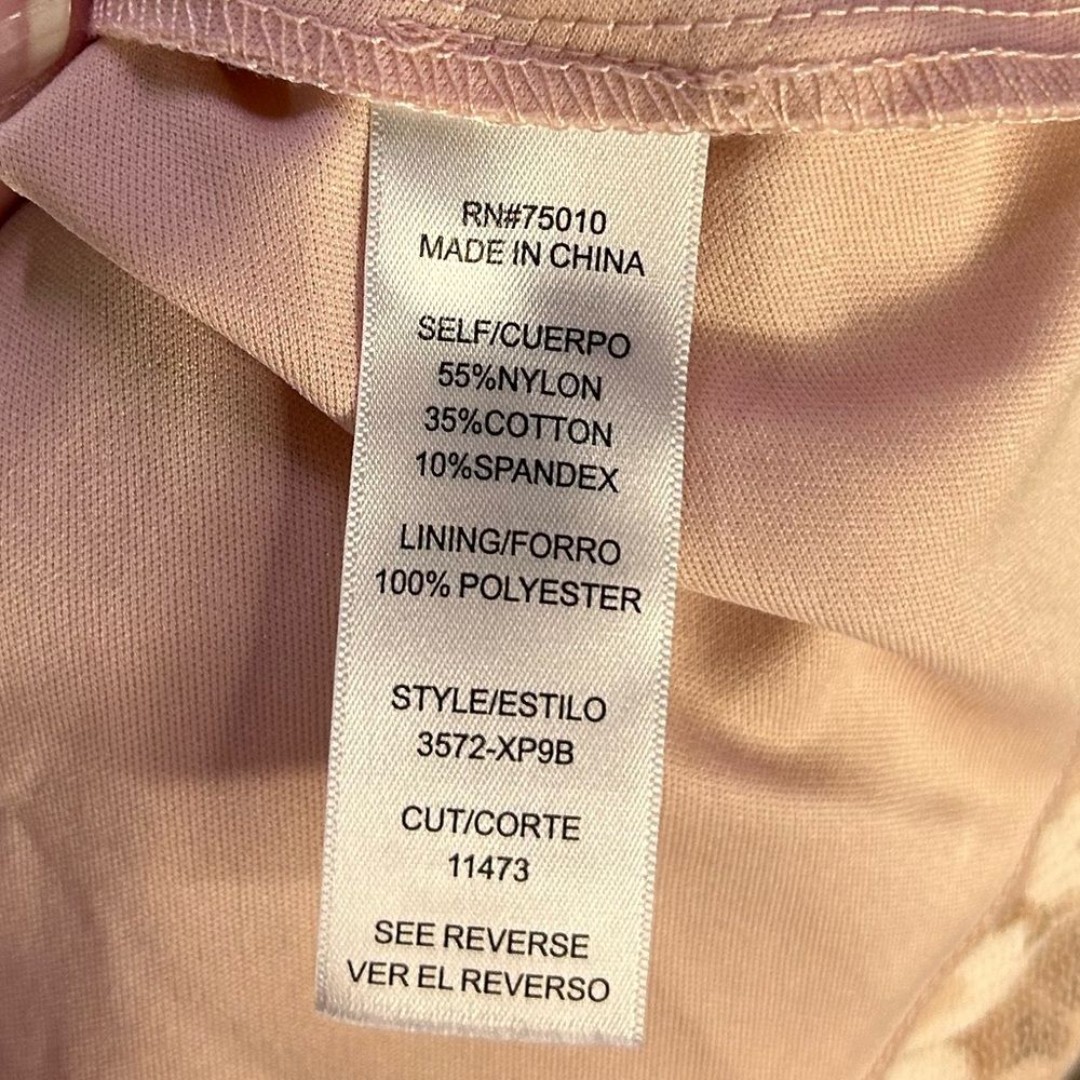 RN#75010
MADE IN CHINA
SELF/CUERPO
55%NYLON
35%COTTON
10%SPANDEX
LINING/FORRO
100% POLYESTER
STYLE/ESTILO
3572-XP9B
CUT/CORTE
11473
SEE REVERSE
VER EL REVERSO